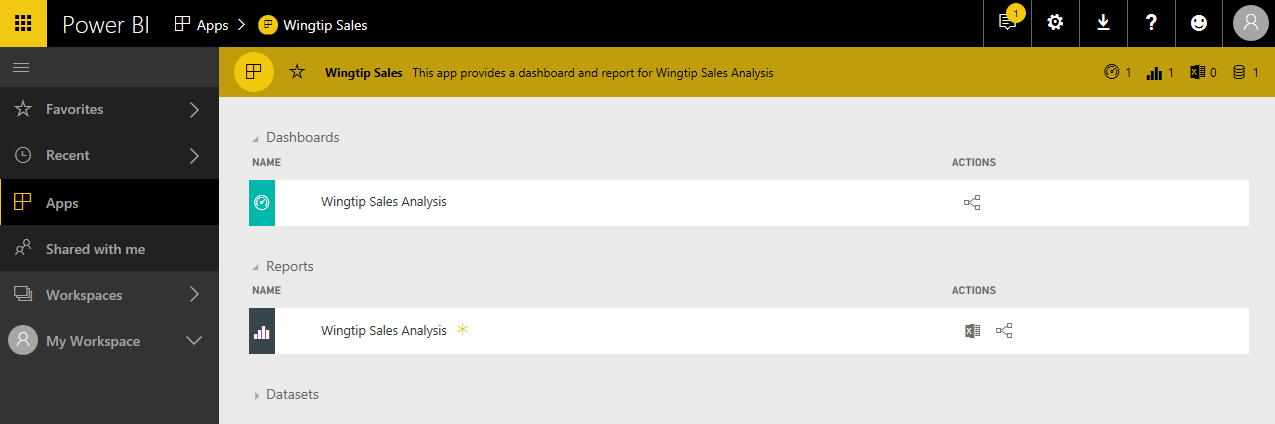 Power BI Apps Wingtip Sales 1 ?
Wingtip Sales This app provides a dashboard and report for Wingtip Sales Analysis 1 1 0 1
Favorites
Recent
Apps
Shared with me
Workspaces
My Workspace
Dashboards
NAME ACTIONS
Wingtip Sales Analysis
Reports
NAME ACTIONS
Wingtip Sales Analysis
Datasets